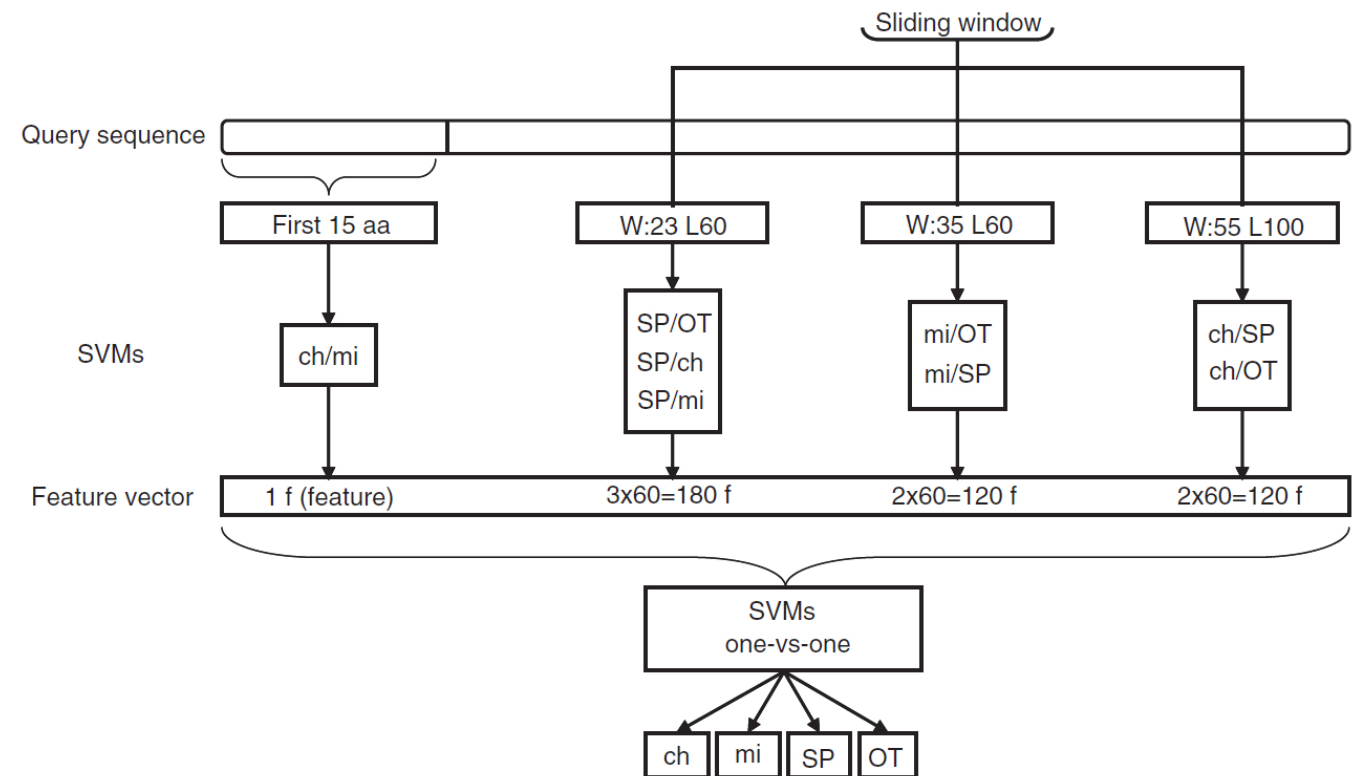 Sliding window
Query sequence
First 15 aa
W:23 L60
W:35 L60
W:55 L100
SVMs
ch/mi
SP/OT
SP/ch
SP/mi
mi/OT
mi/SP
ch/SP
ch/OT
Feature vector
1 f (feature)
3x60=180 f
2x60=120 f
2x60=120 f
SVMs
one-vs-one
ch
mi
SP
OT